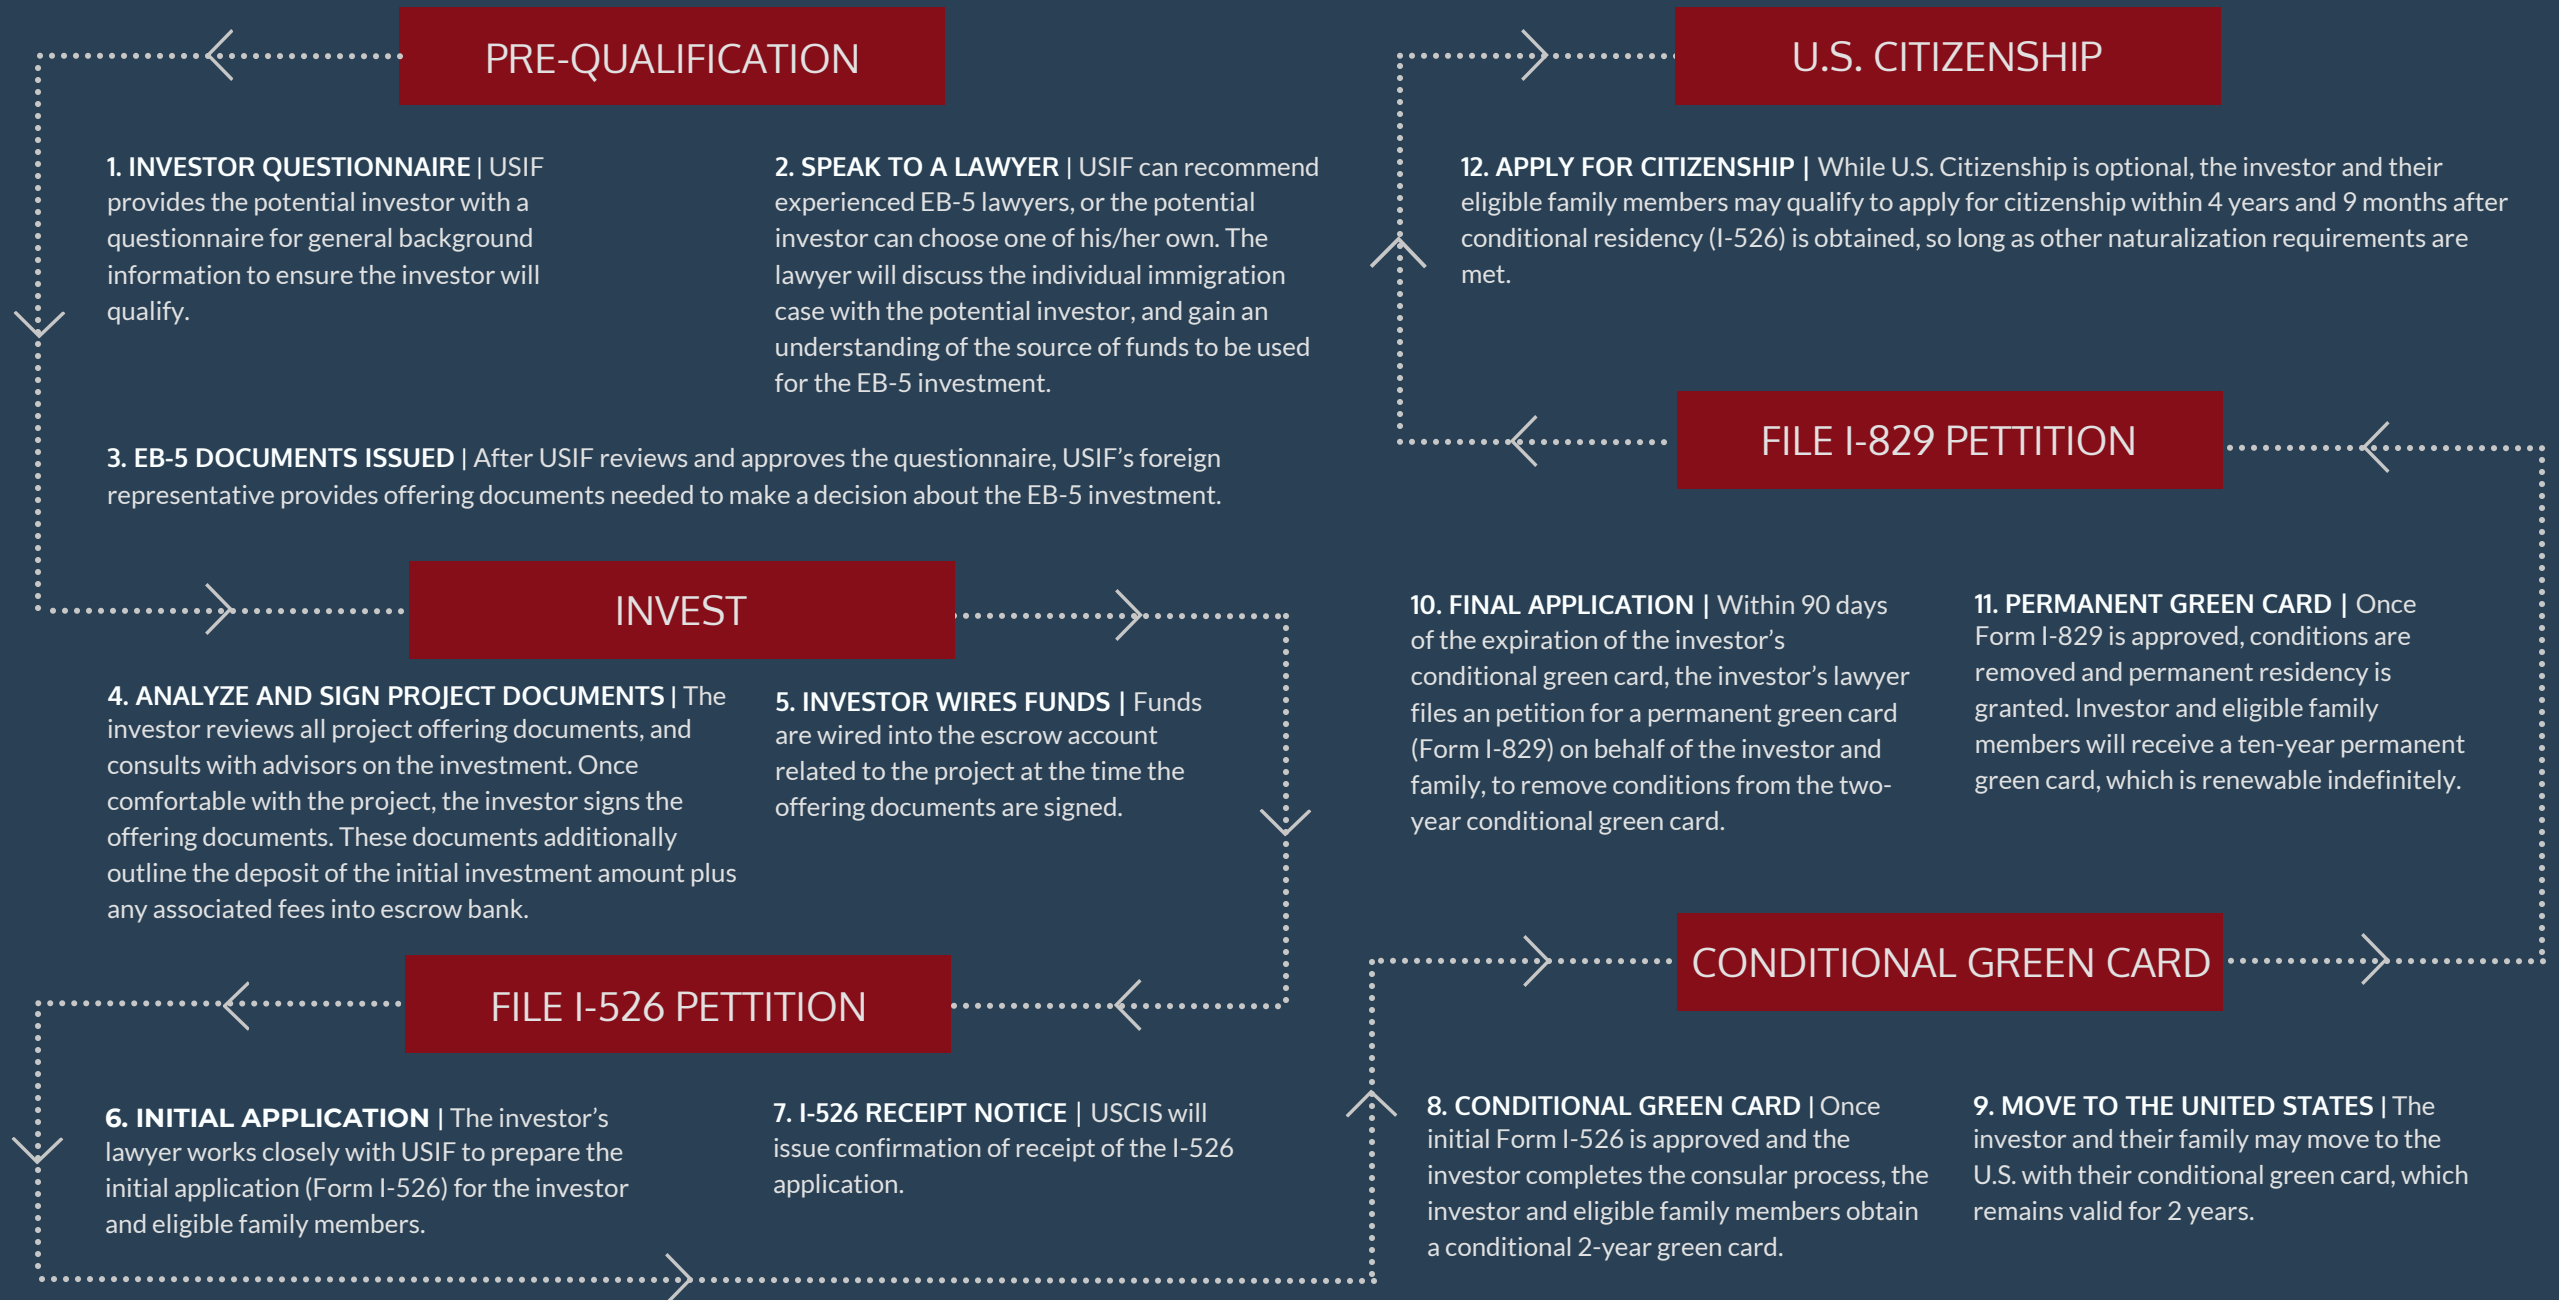 PRE-QUALIFICATION
1. INVESTOR QUESTIONNAIRE | USIF
provides the potential investor with a
questionnaire for general background
information to ensure the investor will
qualify.
2. SPEAK TO A LAWYER | USIF can recommend
experienced EB-5 lawyers, or the potential
investor can choose one of his/her own. The
lawyer will discuss the individual immigration
case with the potential investor, and gain an
understanding of the source of funds to be used
for the EB-5 investment.
3. EB-5 DOCUMENTS ISSUED | After USIF reviews and approves the questionnaire, USIF’s foreign
representative provides offering documents needed to make a decision about the EB-5 investment.
INVEST
4. ANALYZE AND SIGN PROJECT DOCUMENTS | The
investor reviews all project offering documents, and
consults with advisors on the investment. Once
comfortable with the project, the investor signs the
offering documents. These documents additionally
outline the deposit of the initial investment amount plus
any associated fees into escrow bank.
5. INVESTOR WIRES FUNDS | Funds
are wired into the escrow account
related to the project at the time the
offering documents are signed.
FILE I-526 PETTITION
6. INITIAL APPLICATION | The investor’s
lawyer works closely with USIF to prepare the
initial application (Form I-526) for the investor
and eligible family members.
7. I-526 RECEIPT NOTICE | USCIS will
issue confirmation of receipt of the I-526
application.
CONDITIONAL GREEN CARD
8. CONDITIONAL GREEN CARD | Once
initial Form I-526 is approved and the
investor completes the consular process, the
investor and eligible family members obtain
a conditional 2-year green card.
9. MOVE TO THE UNITED STATES | The
investor and their family may move to the
U.S. with their conditional green card, which
remains valid for 2 years.
FILE I-829 PETTITION
10. FINAL APPLICATION | Within 90 days
of the expiration of the investor’s
conditional green card, the investor’s lawyer
files an petition for a permanent green card
(Form I-829) on behalf of the investor and
family, to remove conditions from the two-
year conditional green card.
11. PERMANENT GREEN CARD | Once
Form I-829 is approved, conditions are
removed and permanent residency is
granted. Investor and eligible family
members will receive a ten-year permanent
green card, which is renewable indefinitely.
U.S. CITIZENSHIP
12. APPLY FOR CITIZENSHIP | While U.S. Citizenship is optional, the investor and their
eligible family members may qualify to apply for citizenship within 4 years and 9 months after
conditional residency (I-526) is obtained, so long as other naturalization requirements are
met.